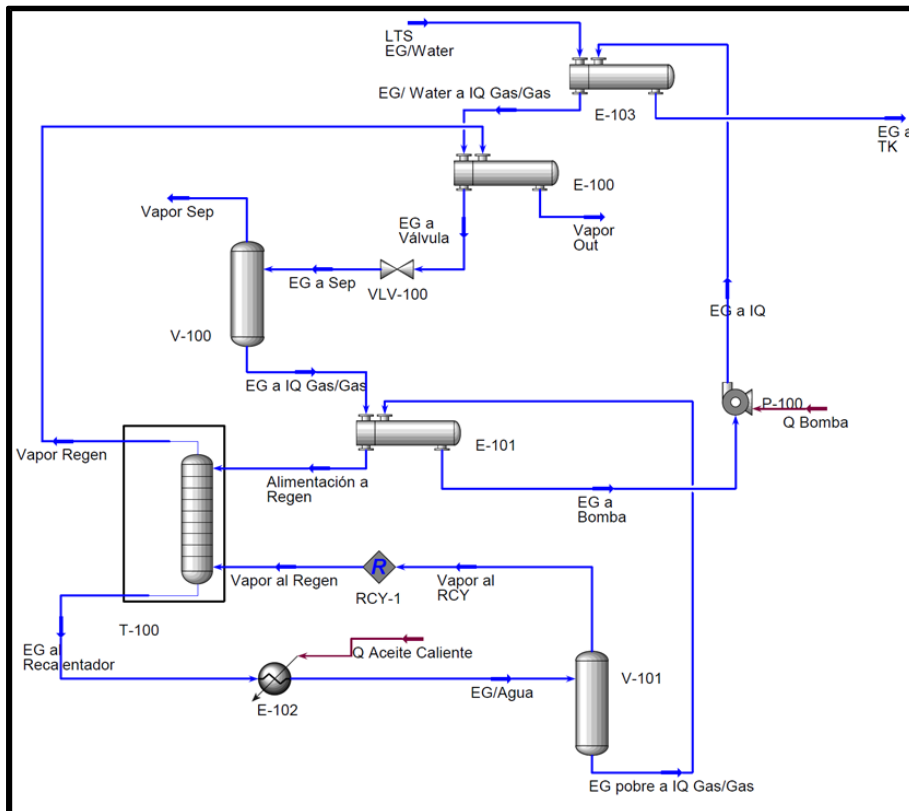 LTS
EG/Water
EG/ Water a IQ Gas/Gas
E-103
EG a
TK
E-100
Vapor Sep
EG a
Válvula
Vapor
Out
EG a Sep
VLV-100
V-100
EG a IQ
EG a IQ Gas/Gas
P-100
Q Bomba
E-101
Vapor Regen
Alimentación a
Regen
EG a
Bomba
R
Vapor al Regen
Vapor al
RCY
RCY-1
T-100
EG al
Recalentador
Q Aceite Caliente
V-101
EG/Agua
E-102
EG pobre a IQ Gas/Gas